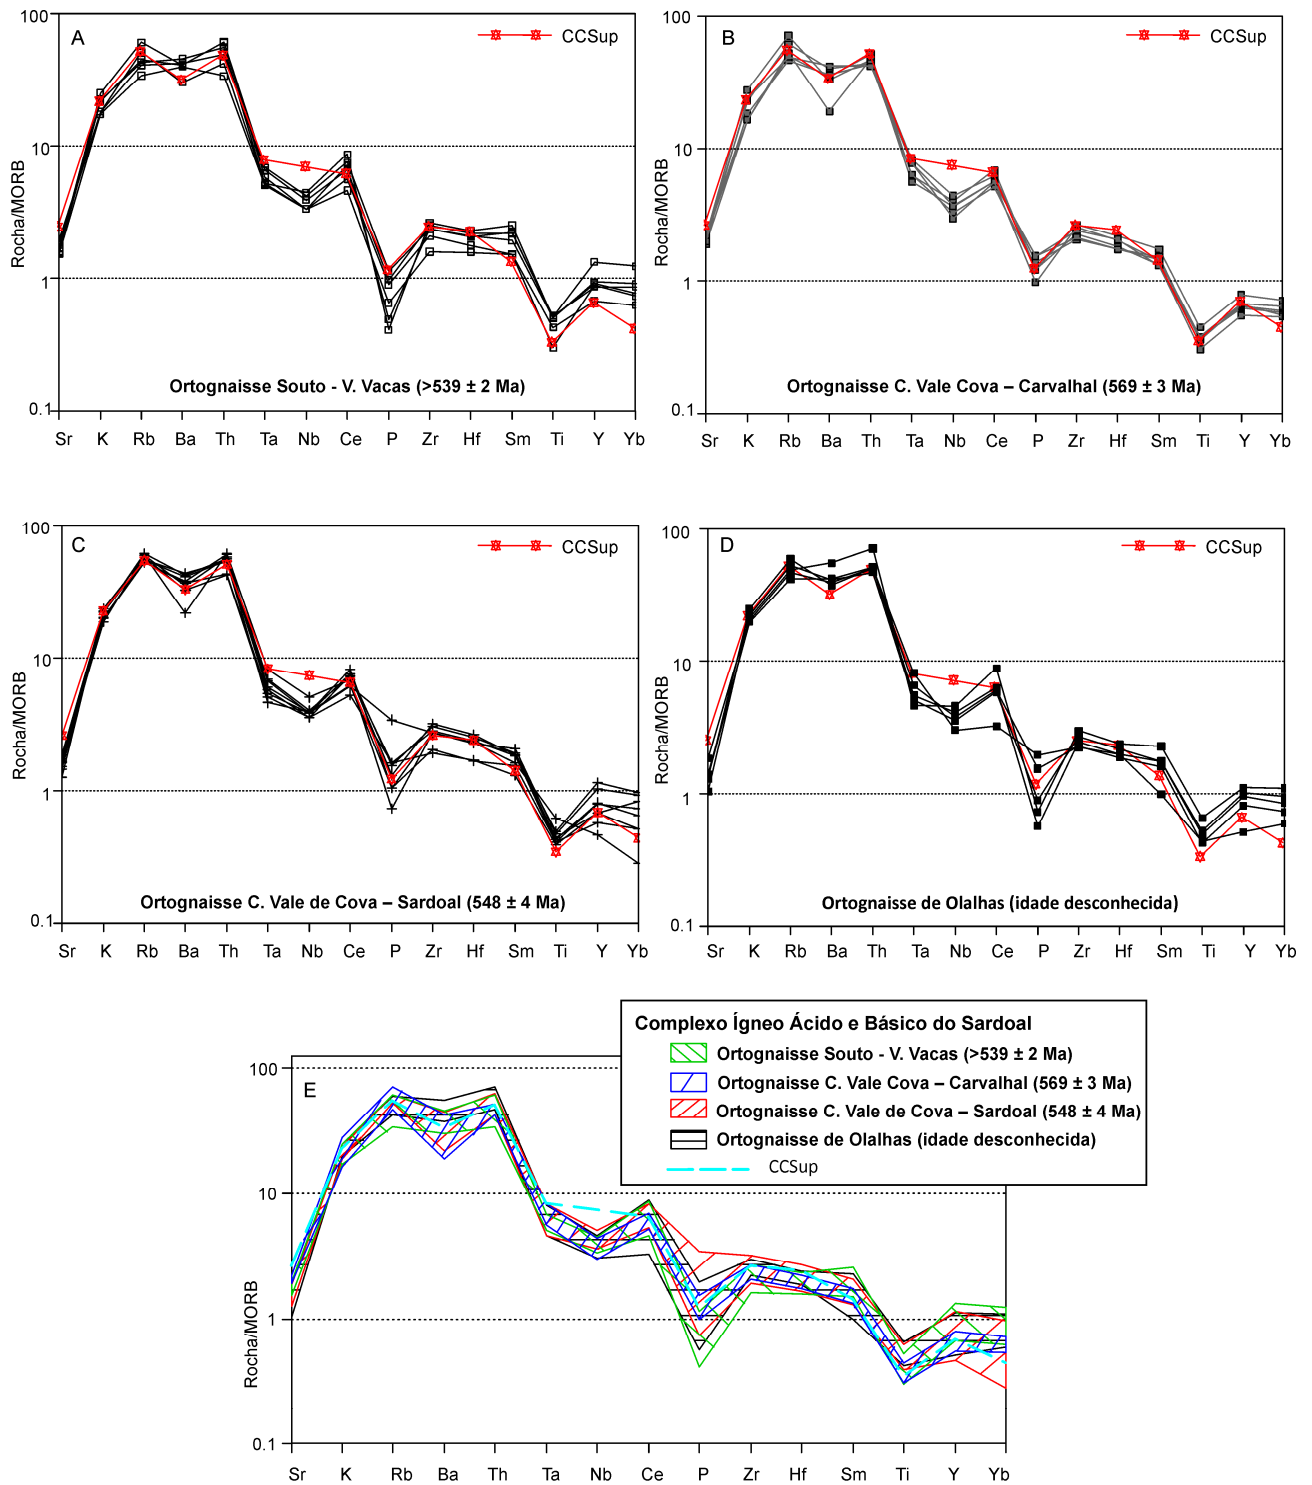 100
A
CCSup
10
Rocha/MORB
1
Ortognaisse Souto - V. Vacas (>539 ± 2 Ma)
0.1
Sr K Rb Ba Th Ta Nb Ce P Zr Hf Sm Ti Y Yb
100
B
CCSup
10
Rocha/MORB
1
Ortognaisse C. Vale Cova – Carvalhal (569 ± 3 Ma)
0.1
Sr K Rb Ba Th Ta Nb Ce P Zr Hf Sm Ti Y Yb
100
C
CCSup
10
Rocha/MORB
1
Ortognaisse C. Vale de Cova – Sardoal (548 ± 4 Ma)
0.1
Sr K Rb Ba Th Ta Nb Ce P Zr Hf Sm Ti Y Yb
100
D
CCSup
10
Rocha/MORB
1
Ortognaisse de Olalhas (idade desconhecida)
0.1
Sr K Rb Ba Th Ta Nb Ce P Zr Hf Sm Ti Y Yb
Complexo Ígneo Ácido e Básico do Sardoal
Ortognaisse Souto - V. Vacas (>539 ± 2 Ma)
Ortognaisse C. Vale Cova – Carvalhal (569 ± 3 Ma)
Ortognaisse C. Vale de Cova – Sardoal (548 ± 4 Ma)
Ortognaisse de Olalhas (idade desconhecida)
CCSup
100
E
10
Rocha/MORB
1
0.1
Sr K Rb Ba Th Ta Nb Ce P Zr Hf Sm Ti Y Yb